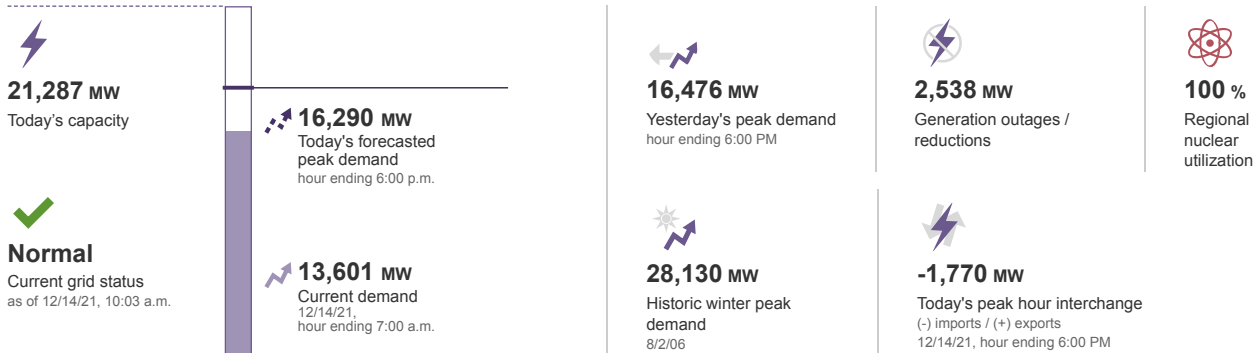 21,287 MW
Today's capacity
Normal
Current grid status
as of 12/14/21, 10:03 a.m.
16,290 MW
Today's forecasted
peak demand
hour ending 6:00 p.m.
13,601 MW
Current demand
12/14/21,
hour ending 7:00 a.m.
16,476 MW
Yesterday's peak demand
hour ending 6:00 PM
2,538 MW
Generation outages /
reductions
100 %
Regional
nuclear
utilization
28,130 MW
Historic winter peak
demand
8/2/06
-1,770 MW
Today's peak hour interchange
(-) imports / (+) exports
12/14/21, hour ending 6:00 PM